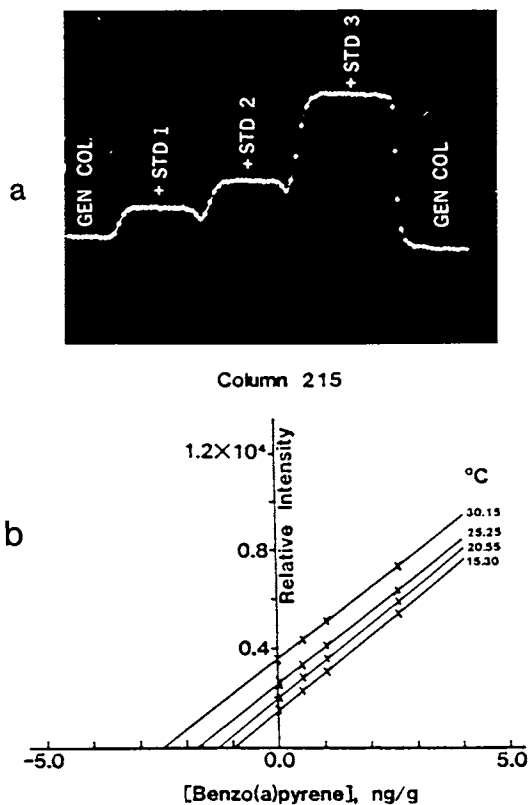 a
GEN COL
+ STD 1
+ STD 2
+ STD 3
GEN COL
Column 215
b
1.2×10⁴
0.8
0.4
Relative Intensity
°C
30.15
25.25
20.55
15.30
-5.0
0.0
5.0
[Benzo(a)pyrene], ng/g